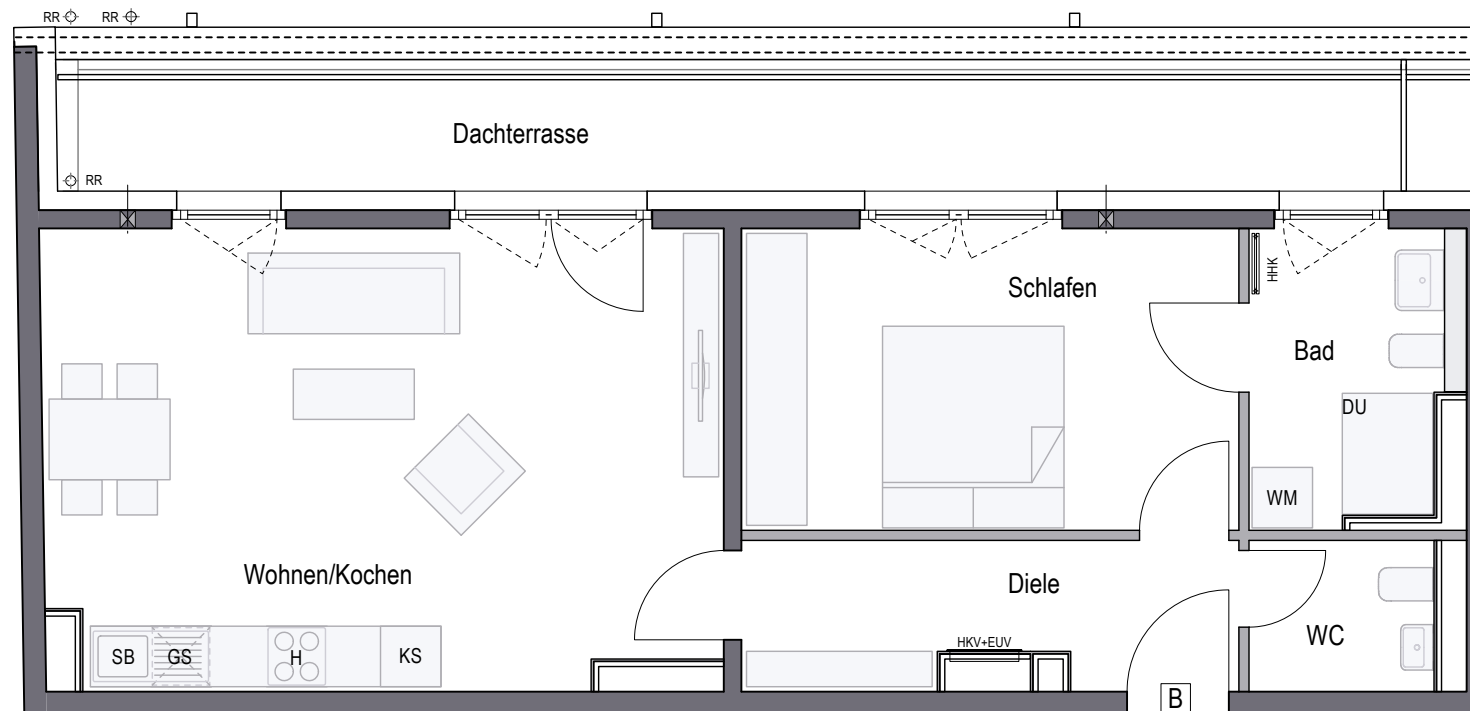 RR RR
Dachterrasse
RR
HHK
Schlafen
Bad
DU
WM
Wohnen/Kochen
Diele
HKV+EUV
WC
SB GS H KS
B